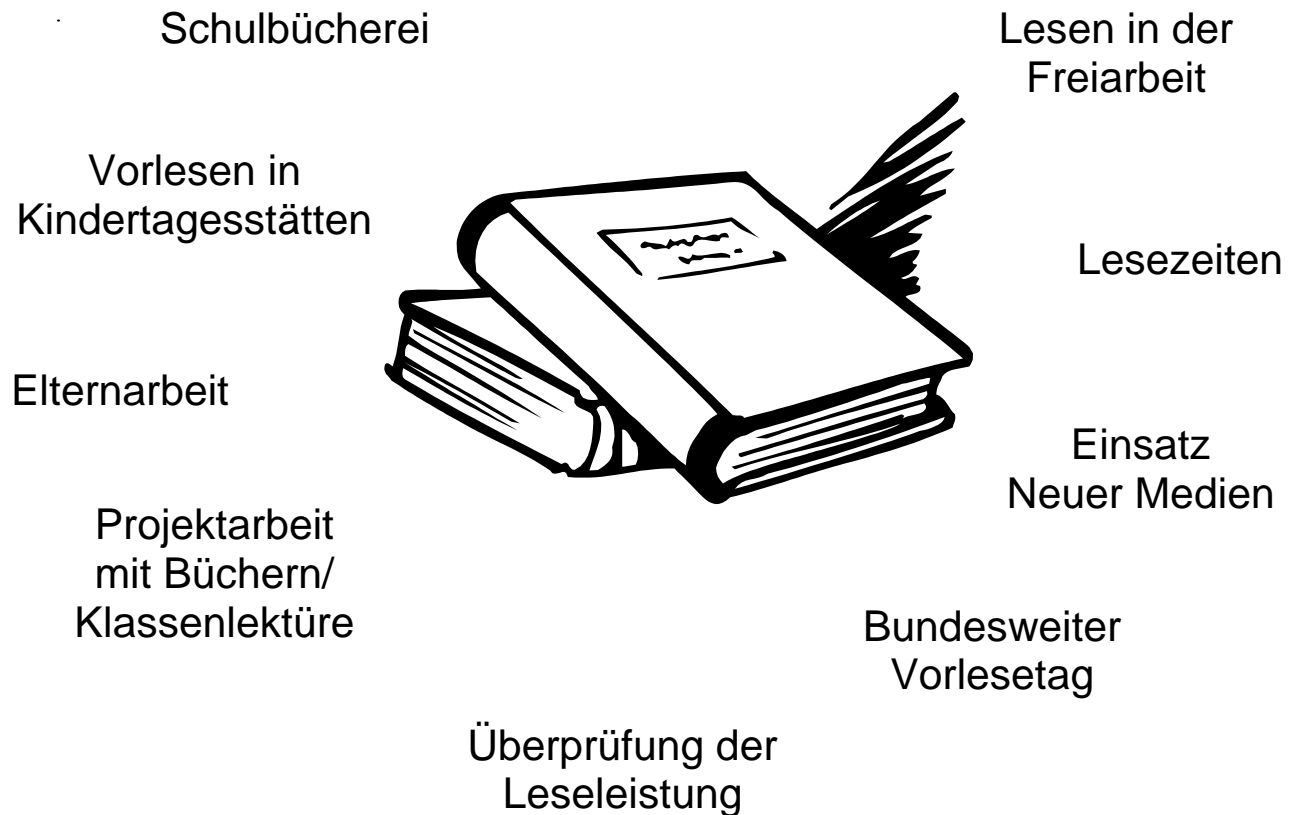 Schulbücherei
Lesen in der
Freiarbeit
Vorlesen in
Kindertagesstätten
Lesezeiten
Elternarbeit
Einsatz
Neuer Medien
Projektarbeit
mit Büchern/
Klassenlektüre
Bundesweiter
Vorlesetag
Überprüfung der
Leseleistung